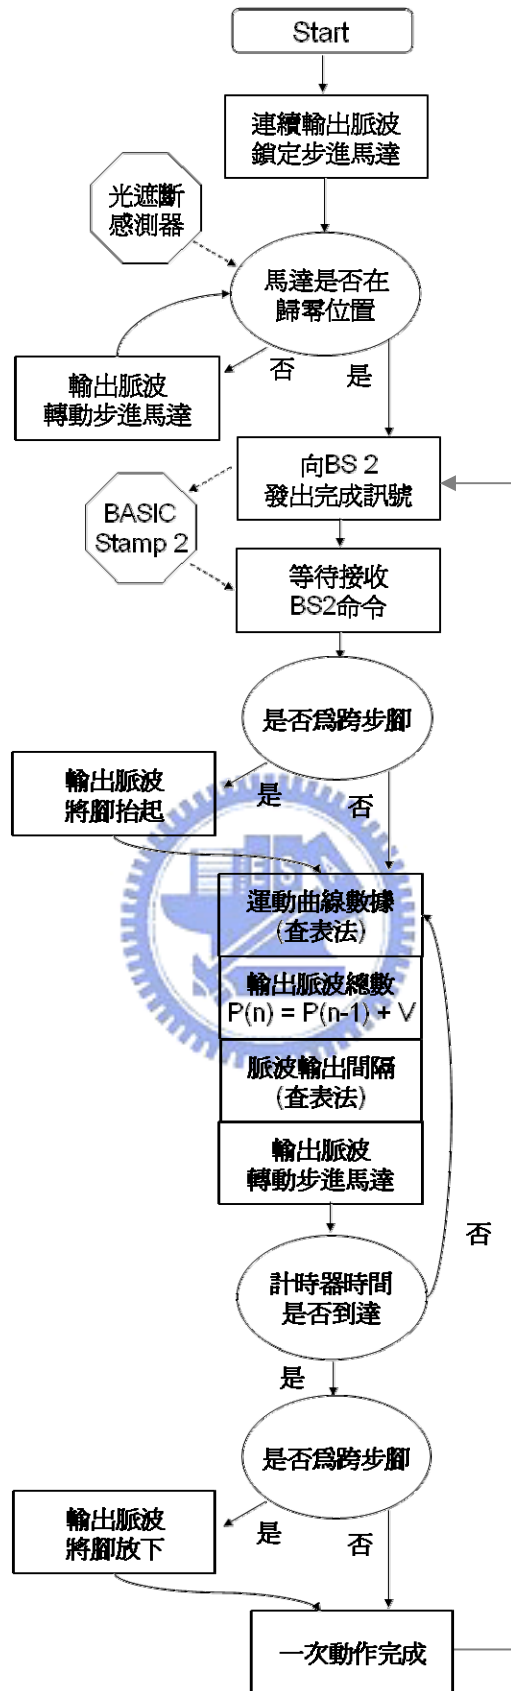 Start
連續輸出脈波
鎖定步進馬達
光遮斷
感測器
馬達是否在
歸零位置
否
是
輸出脈波
轉動步進馬達
向BS 2
發出完成訊號
BASIC
Stamp 2
等待接收
BS2命令
是否為跨步腳
輸出脈波
將腳抬起
是
否
E S A
運動曲線數據
(查表法)
輸出脈波總數
P(n) = P(n-1) + V
脈波輸出間隔
(查表法)
輸出脈波
轉動步進馬達
否
計時器時間
是否到達
是
是否為跨步腳
輸出脈波
將腳放下
是
否
一次動作完成